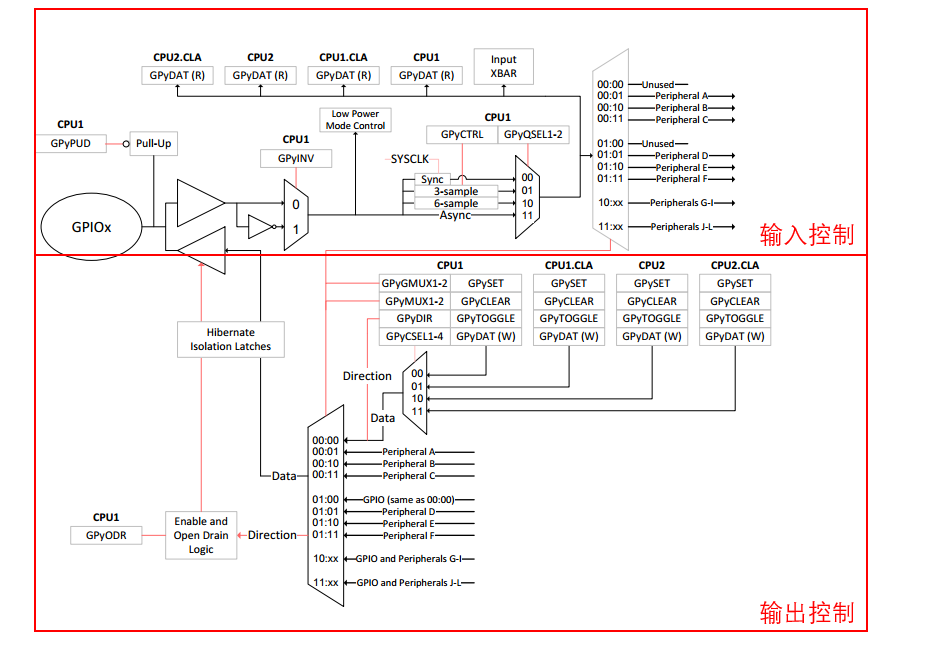 CPU2.CLA
GPyDAT (R)
CPU2
GPyDAT (R)
CPU1.CLA
GPyDAT (R)
CPU1
GPyDAT (R)
Input
XBAR
CPU1
GPyPUD
Pull-Up
CPU1
GPyINV
Low Power
Mode Control
CPU1
GPyCTRL
GPyQSEL1-2
SYSCLK
Sync
3-sample
6-sample
Async
00
01
10
11
0
1
GPIOx
00:00
Unused
00:01
Peripheral A
00:10
Peripheral B
00:11
Peripheral C
01:00
Unused
01:01
Peripheral D
01:10
Peripheral E
01:11
Peripheral F
10:xx
Peripherals G-I
11:xx
Peripherals J-L
输入控制
CPU1
GPyGMUX1-2
GPySET
GPyMUX1-2
GPyCLEAR
GPyDIR
GPyTOGGLE
GPyCSEL1-4
GPyDAT (W)
CPU1.CLA
GPySET
GPyCLEAR
GPyTOGGLE
GPyDAT (W)
CPU2
GPySET
GPyCLEAR
GPyTOGGLE
GPyDAT (W)
CPU2.CLA
GPySET
GPyCLEAR
GPyTOGGLE
GPyDAT (W)
Hibernate
Isolation Latches
Direction
00
01
10
11
Data
00:00
00:01
Peripheral A
00:10
Peripheral B
00:11
Peripheral C
Data
01:00
GPIO (same as 00:00)
01:01
Peripheral D
01:10
Peripheral E
01:11
Peripheral F
10:xx
GPIO and Peripherals G-I
11:xx
GPIO and Peripherals J-L
CPU1
GPyODR
Enable and
Open Drain
Logic
Direction
输出控制